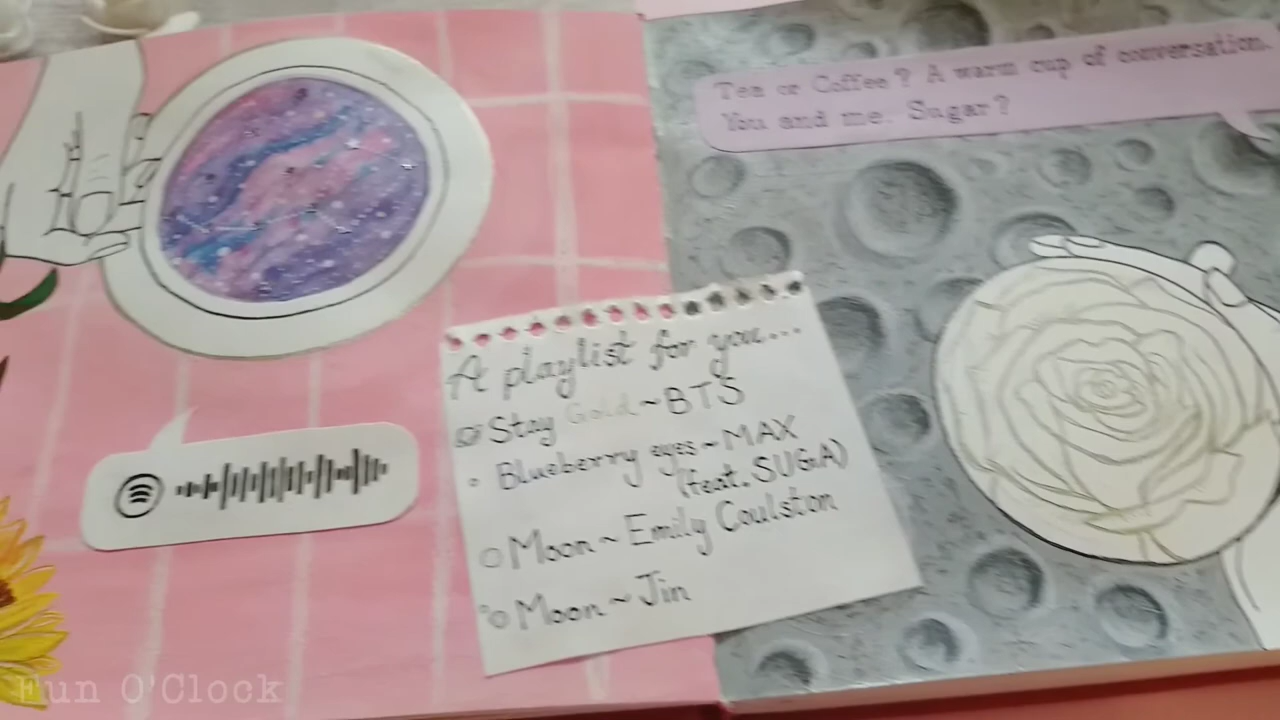 Tea or Coffee? A warm cup of conversation.
You and me. Sugar?
A playlist for you...
Stay Gold ~ BTS
Blueberry eyes ~ MAX
(feat. SUGA)
Moon ~ Emily Coulston
Moon ~ Jin
Fun O'Clock